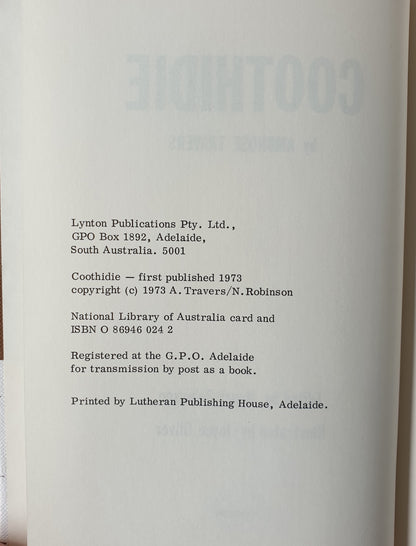 COOTHIDIE
by AMBROSE TRAVERS
Lynton Publications Pty. Ltd.,
GPO Box 1892, Adelaide,
South Australia. 5001
Coothidie — first published 1973
copyright (c) 1973 A. Travers/N. Robinson
National Library of Australia card and
ISBN O 86946 024 2
Registered at the G.P.O. Adelaide
for transmission by post as a book.
Printed by Lutheran Publishing House, Adelaide.